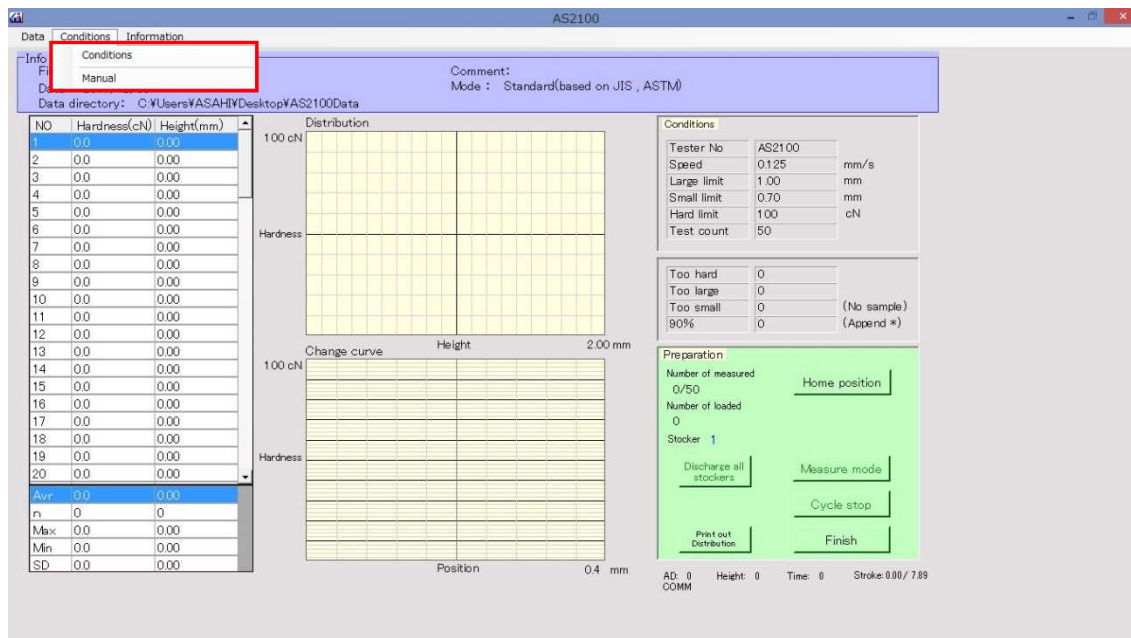 AS2100
Data Conditions Information
Conditions
Manual
Info
Fi
Comment:
Mode : Standard(based on JIS , ASTM)
Data directory: C:¥Users¥ASAHI¥Desktop¥AS2100Data
NO Hardness(cN) Height(mm)
1 0.0 0.00
2 0.0 0.00
3 0.0 0.00
4 0.0 0.00
5 0.0 0.00
6 0.0 0.00
7 0.0 0.00
8 0.0 0.00
9 0.0 0.00
10 0.0 0.00
11 0.0 0.00
12 0.0 0.00
13 0.0 0.00
14 0.0 0.00
15 0.0 0.00
16 0.0 0.00
17 0.0 0.00
18 0.0 0.00
19 0.0 0.00
20 0.0 0.00
Avr 0.0 0.00
n 0 0
Max 0.0 0.00
Min 0.0 0.00
SD 0.0 0.00
Distribution
100 cN
Hardness
Height 2.00 mm
Change curve
100 cN
Hardness
Position 0.4 mm
Conditions
Tester No AS2100
Speed 0.125 mm/s
Large limit 1.00 mm
Small limit 0.70 mm
Hard limit 100 cN
Test count 50
Too hard 0
Too large 0
Too small 0 (No sample)
90% 0 (Append *)
Preparation
Number of measured
0/50
Home position
Number of loaded
0
Stocker 1
Discharge all
stockers
Measure mode
Cycle stop
Print out
Distribution
Finish
AD: 0 Height: 0 Time: 0 Stroke: 0.00/ 7.89
COMM